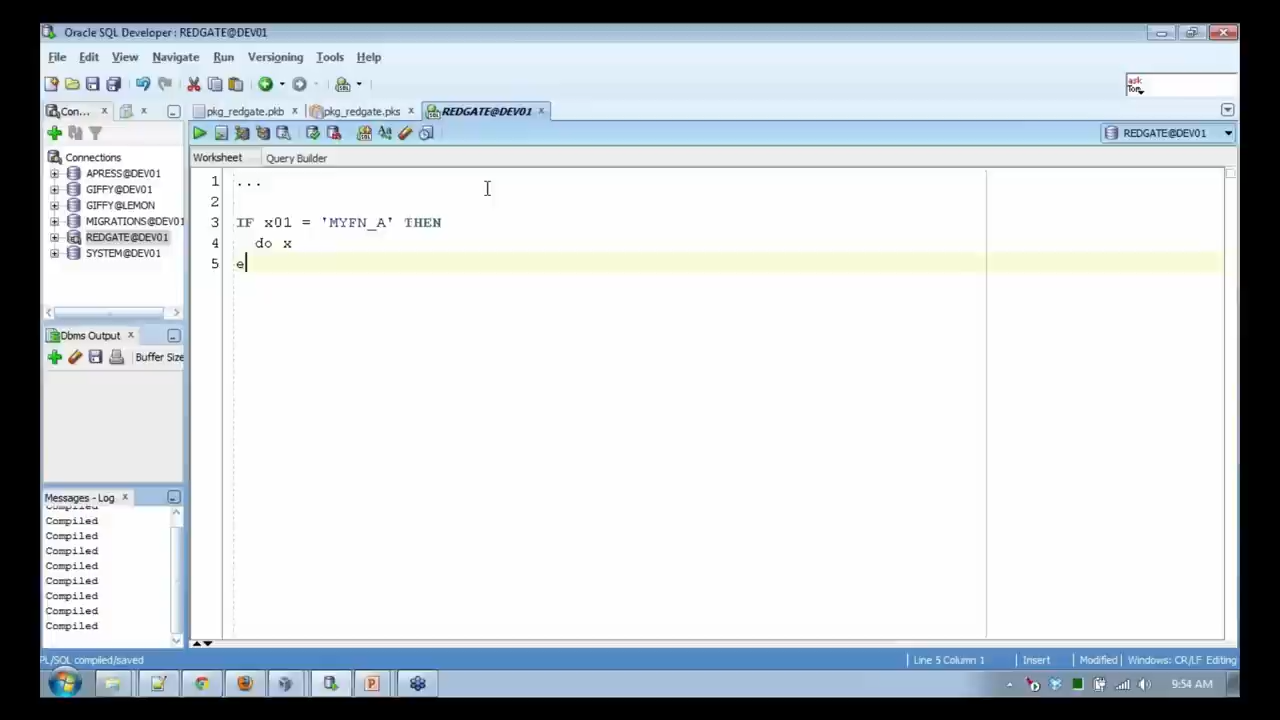 Oracle SQL Developer : REDGATE@DEV01
File Edit View Navigate Run Versioning Tools Help
ask
Tom
Con... x x
pkg_redgate.pkb x pkg_redgate.pks x REDGATE@DEV01 x
REDGATE@DEV01
Worksheet Query Builder
Connections
APRESS@DEV01
GIFFY@DEV01
GIFFY@LEMON
MIGRATIONS@DEV01
REDGATE@DEV01
SYSTEM@DEV01
1 ...
2
3 IF x01 = 'MYFN_A' THEN
4 do x
5 e
Dbms Output x
Buffer Size
Messages - Log x
Compiled
Compiled
Compiled
Compiled
Compiled
Compiled
Compiled
Compiled
Compiled
PL/SQL compiled/saved
Line 5 Column 1 Insert Modified Windows: CR/LF Editing
9:54 AM